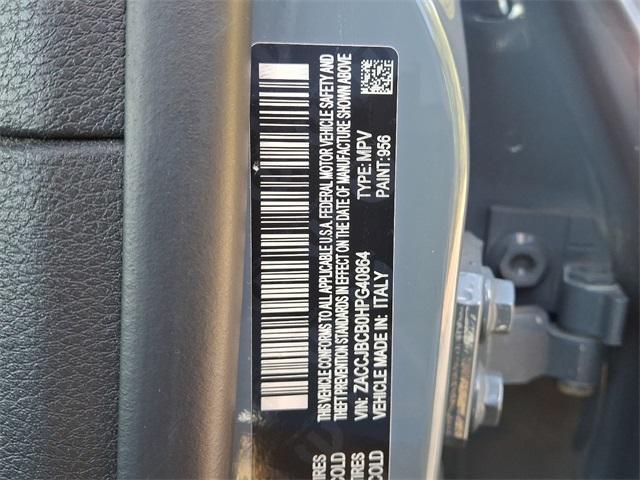 THIS VEHICLE CONFORMS TO ALL APPLICABLE U.S.A. FEDERAL MOTOR VEHICLE SAFETY AND
THEFT PREVENTION STANDARDS IN EFFECT ON THE DATE OF MANUFACTURE SHOWN ABOVE
VIN: ZACCJBCB0HPG40864 TYPE: MPV
VEHICLE MADE IN: ITALY PAINT:956
IRES
COLD
TIRES
COLD